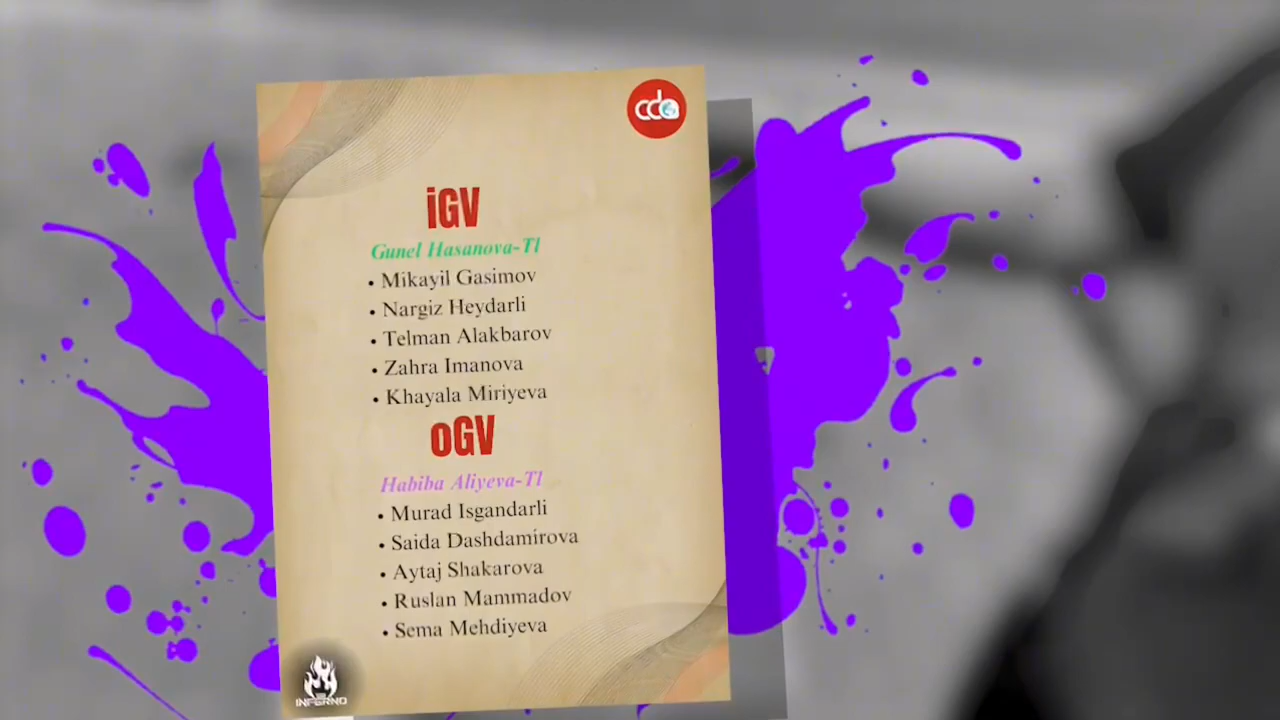 cda
iGV
Gunel Hasanova-Tl
• Mikayil Gasimov
• Nargiz Heydarli
• Telman Alakbarov
• Zahra Imanova
• Khayala Miriyeva
oGV
Habiba Aliyeva-Tl
• Murad Isgandarli
• Saida Dashdamirova
• Aytaj Shakarova
• Ruslan Mammadov
• Sema Mehdiyeva
INFERNO